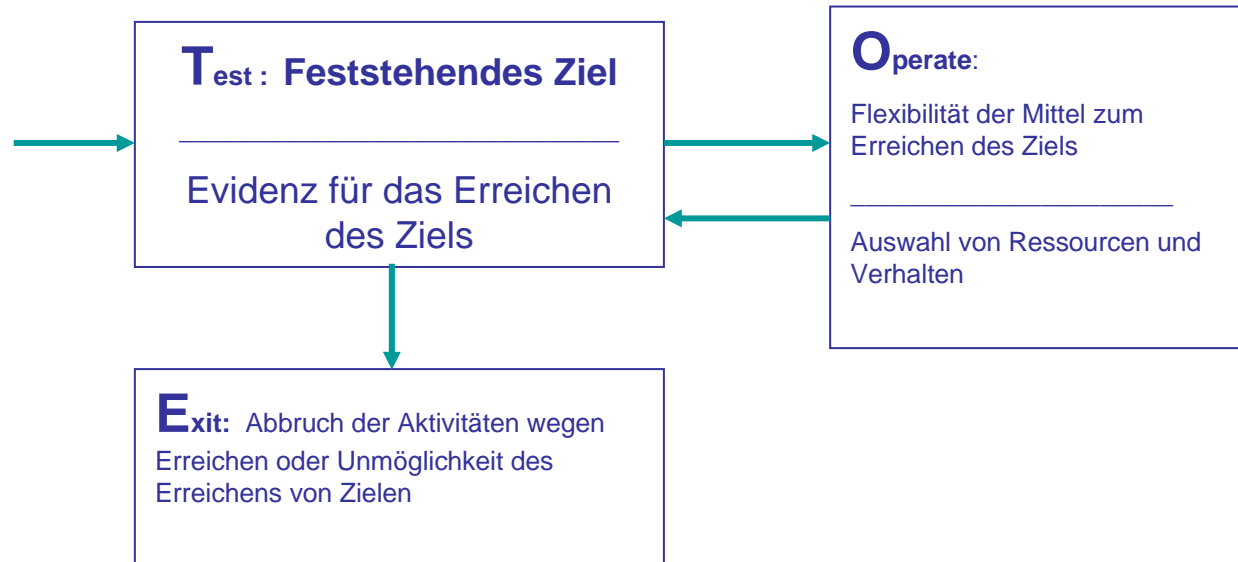 Test : Feststehendes Ziel
Evidenz für das Erreichen
des Ziels
Operate:
Flexibilität der Mittel zum
Erreichen des Ziels
Auswahl von Ressourcen und
Verhalten
Exit: Abbruch der Aktivitäten wegen
Erreichen oder Unmöglichkeit des
Erreichens von Zielen